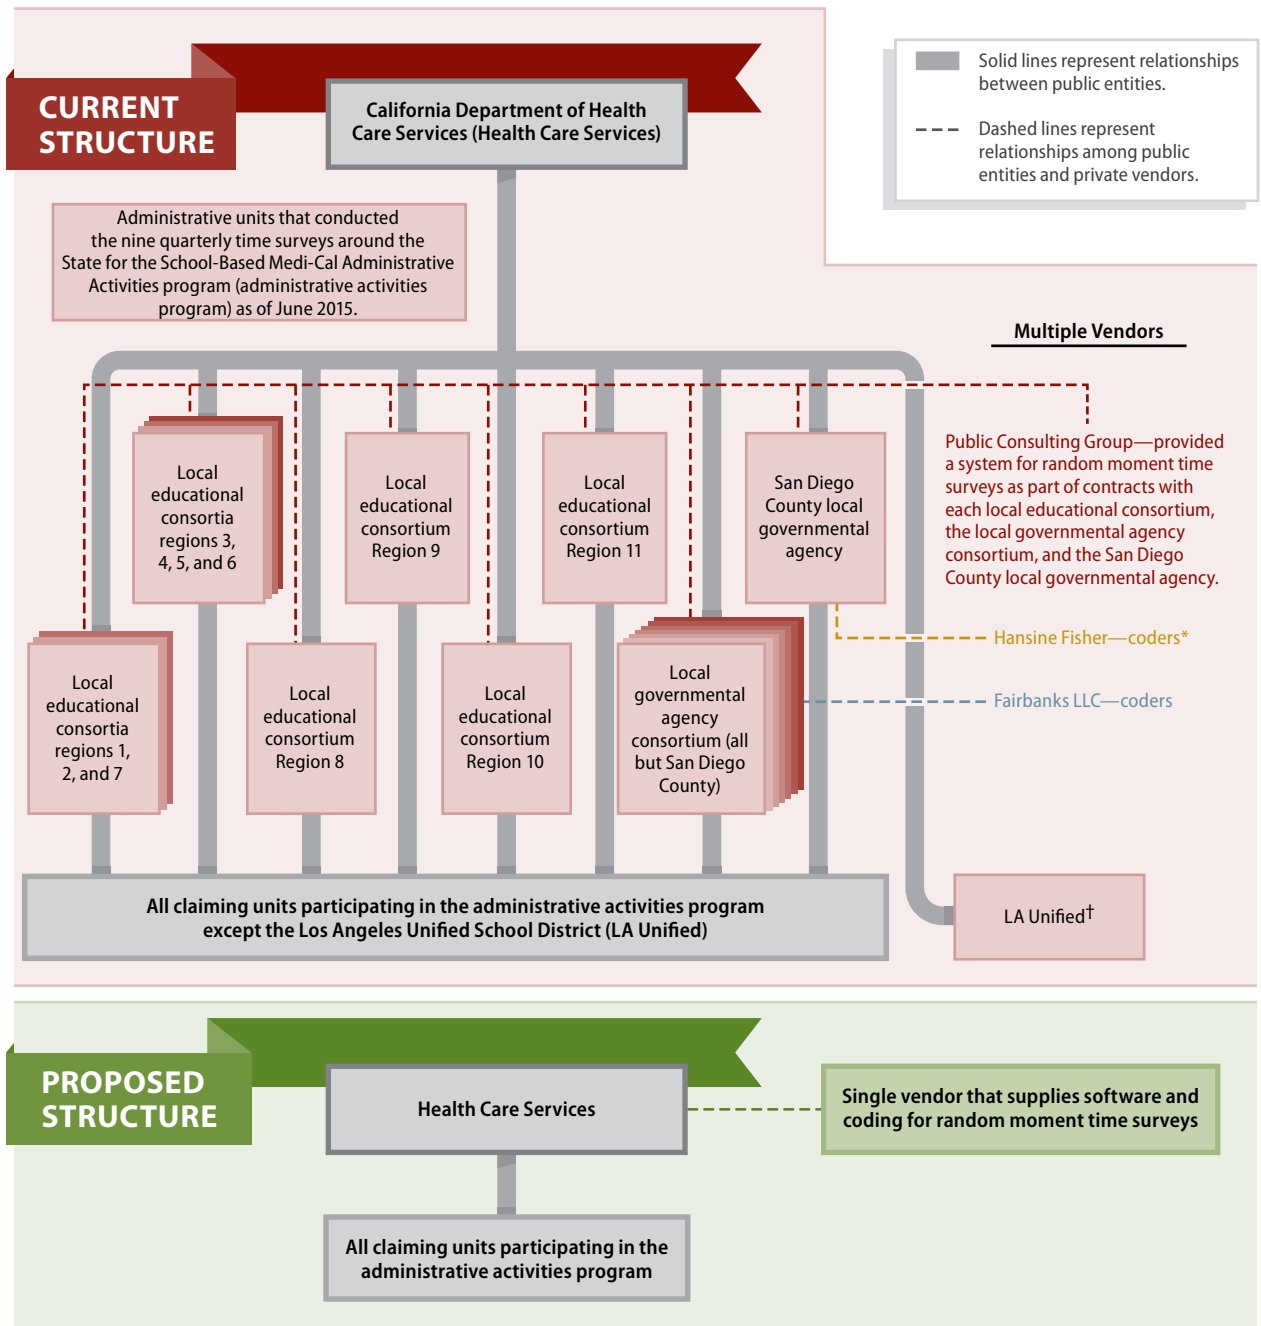 CURRENT
STRUCTURE
California Department of Health
Care Services (Health Care Services)
Solid lines represent relationships
between public entities.
Dashed lines represent
relationships among public
entities and private vendors.
Administrative units that conducted
the nine quarterly time surveys around the
State for the School-Based Medi-Cal Administrative
Activities program (administrative activities
program) as of June 2015.
Multiple Vendors
Local
educational
consortia
regions 3,
4, 5, and 6
Local
educational
consortium
Region 9
Local
educational
consortium
Region 11
San Diego
County local
governmental
agency
Public Consulting Group—provided
a system for random moment time
surveys as part of contracts with
each local educational consortium,
the local governmental agency
consortium, and the San Diego
County local governmental agency.
Hansine Fisher—coders*
Fairbanks LLC—coders
Local
educational
consortia
regions 1,
2, and 7
Local
educational
consortium
Region 8
Local
educational
consortium
Region 10
Local
governmental
agency
consortium (all
but San Diego
County)
All claiming units participating in the administrative activities program
except the Los Angeles Unified School District (LA Unified)
LA Unified†
PROPOSED
STRUCTURE
Health Care Services
Single vendor that supplies software and
coding for random moment time surveys
All claiming units participating in the
administrative activities program